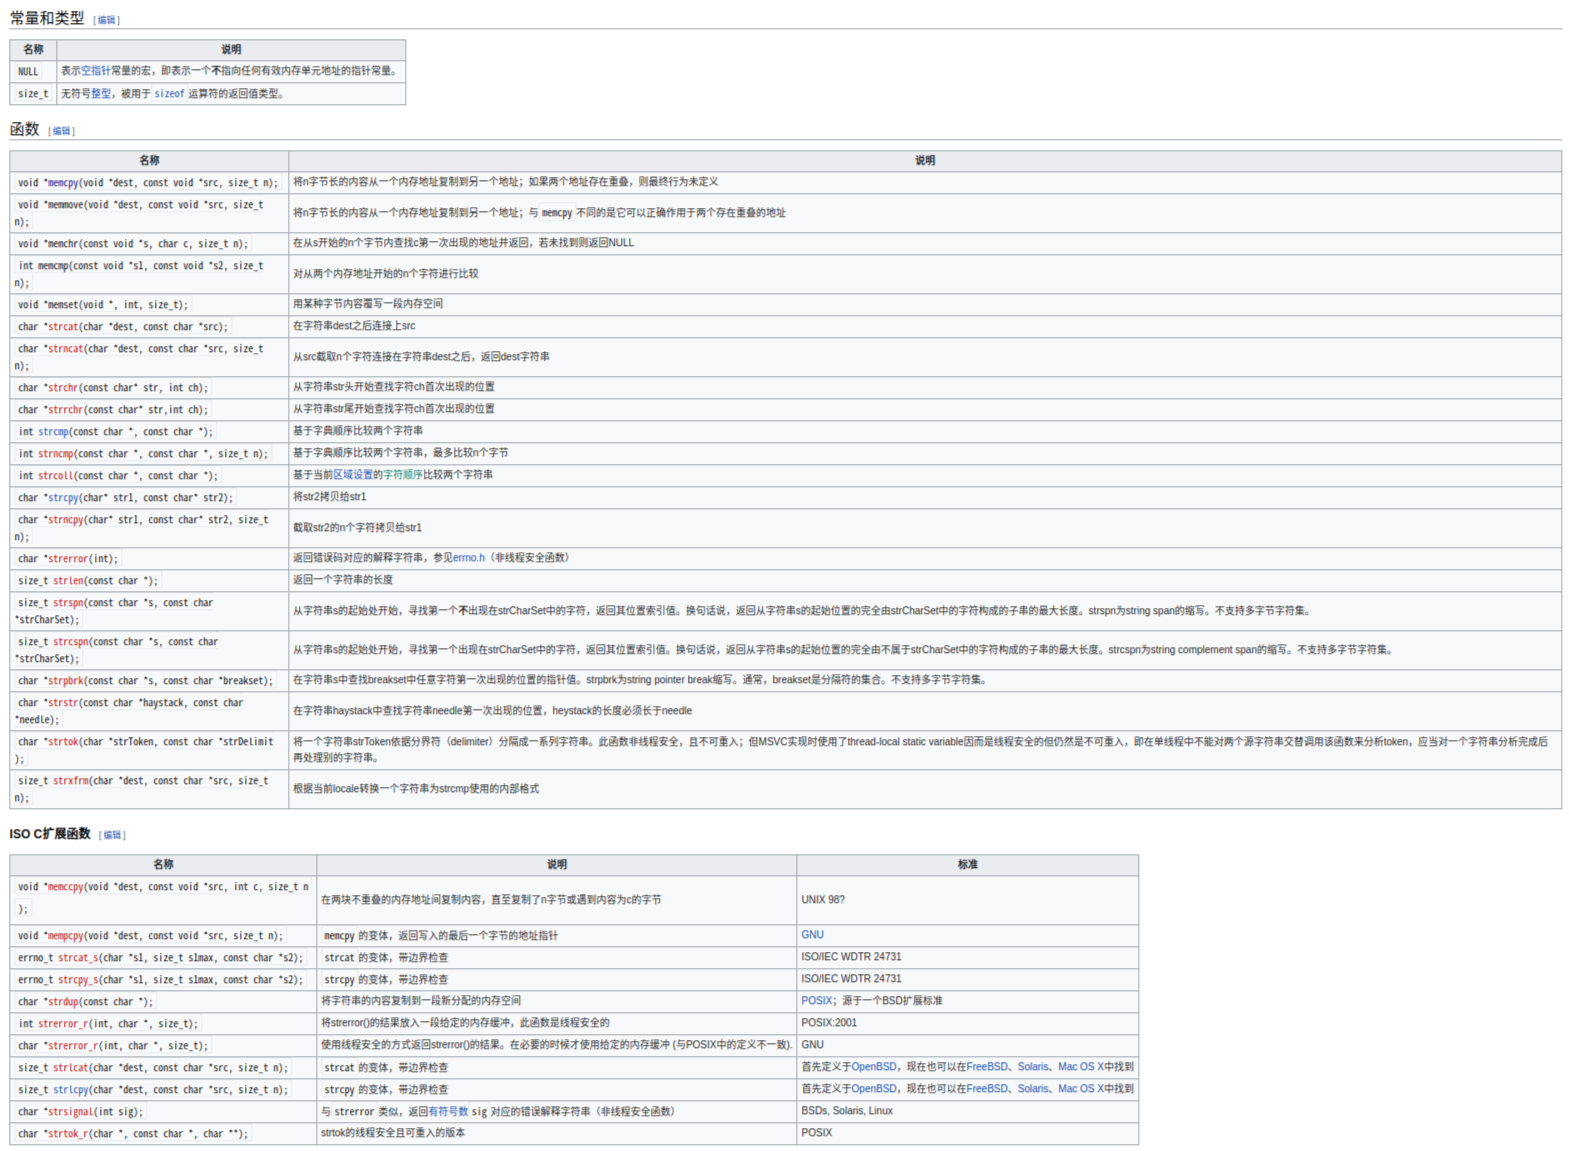 常量和类型 [编辑]
名称 说明
NULL 表示空指针常量的宏，即表示一个不指向任何有效内存单元地址的指针常量。
size_t 无符号整型，被用于 sizeof 运算符的返回值类型。
函数 [编辑]
名称 说明
void *memcpy(void *dest, const void *src, size_t n); 将n字节长的内容从一个内存地址复制到另一个地址；如果两个地址存在重叠，则最终行为未定义
void *memmove(void *dest, const void *src, size_t
n);
将n字节长的内容从一个内存地址复制到另一个地址；与 memcpy 不同的是它可以正确作用于两个存在重叠的地址
void *memchr(const void *s, char c, size_t n); 在从s开始的n个字节内查找c第一次出现的地址并返回，若未找到则返回NULL
int memcmp(const void *s1, const void *s2, size_t
n);
对从两个内存地址开始的n个字符进行比较
void *memset(void *, int, size_t); 用某种字节内容覆写一段内存空间
char *strcat(char *dest, const char *src); 在字符串dest之后连接上src
char *strncat(char *dest, const char *src, size_t
n);
从src截取n个字符连接在字符串dest之后，返回dest字符串
char *strchr(const char* str, int ch); 从字符串str头开始查找字符ch首次出现的位置
char *strrchr(const char* str,int ch); 从字符串str尾开始查找字符ch首次出现的位置
int strcmp(const char *, const char *); 基于字典顺序比较两个字符串
int strncmp(const char *, const char *, size_t n); 基于字典顺序比较两个字符串，最多比较n个字节
int strcoll(const char *, const char *); 基于当前区域设置的字符顺序比较两个字符串
char *strcpy(char* str1, const char* str2); 将str2拷贝给str1
char *strncpy(char* str1, const char* str2, size_t
n);
截取str2的n个字符拷贝给str1
char *strerror(int); 返回错误码对应的解释字符串，参见errno.h（非线程安全函数）
size_t strlen(const char *); 返回一个字符串的长度
size_t strspn(const char *s, const char
*strCharSet);
从字符串s的起始处开始，寻找第一个不出现在strCharSet中的字符，返回其位置索引值。换句话说，返回从字符串s的起始位置的完全由strCharSet中的字符构成的子串的最大长度。strspn为string span的缩写。不支持多字节字符集。
size_t strcspn(const char *s, const char
*strCharSet);
从字符串s的起始处开始，寻找第一个出现在strCharSet中的字符，返回其位置索引值。换句话说，返回从字符串s的起始位置的完全由不属于strCharSet中的字符构成的子串的最大长度。strcspn为string complement span的缩写。不支持多字节字符集。
char *strpbrk(const char *s, const char *breakset); 在字符串s中查找breakset中任意字符第一次出现的位置的指针值。strpbrk为string pointer break缩写。通常，breakset是分隔符的集合。不支持多字节字符集。
char *strstr(const char *haystack, const char
*needle);
在字符串haystack中查找字符串needle第一次出现的位置，heystack的长度必须长于needle
char *strtok(char *strToken, const char *strDelimit
);
将一个字符串strToken依据分界符（delimiter）分隔成一系列字符串。此函数非线程安全，且不可重入；但MSVC实现时使用了thread-local static variable因而是线程安全的但仍然是不可重入，即在单线程中不能对两个源字符串交替调用该函数来分析token，应当对一个字符串分析完成后
再处理别的字符串。
size_t strxfrm(char *dest, const char *src, size_t
n);
根据当前locale转换一个字符串为strcmp使用的内部格式
ISO C扩展函数 [编辑]
名称 说明 标准
void *memccpy(void *dest, const void *src, int c, size_t n
);
在两块不重叠的内存地址间复制内容，直至复制了n字节或遇到内容为c的字节 UNIX 98?
void *mempcpy(void *dest, const void *src, size_t n); memcpy 的变体，返回写入的最后一个字节的地址指针 GNU
errno_t strcat_s(char *s1, size_t s1max, const char *s2); strcat 的变体，带边界检查 ISO/IEC WDTR 24731
errno_t strcpy_s(char *s1, size_t s1max, const char *s2); strcpy 的变体，带边界检查 ISO/IEC WDTR 24731
char *strdup(const char *); 将字符串的内容复制到一段新分配的内存空间 POSIX；源于一个BSD扩展标准
int strerror_r(int, char *, size_t); 将strerror()的结果放入一段给定的内存缓冲，此函数是线程安全的 POSIX:2001
char *strerror_r(int, char *, size_t); 使用线程安全的方式返回strerror()的结果。在必要的时候才使用给定的内存缓冲 (与POSIX中的定义不一致). GNU
size_t strlcat(char *dest, const char *src, size_t n); strcat 的变体，带边界检查 首先定义于OpenBSD，现在也可以在FreeBSD、Solaris、Mac OS X中找到
size_t strlcpy(char *dest, const char *src, size_t n); strcpy 的变体，带边界检查 首先定义于OpenBSD，现在也可以在FreeBSD、Solaris、Mac OS X中找到
char *strsignal(int sig); 与 strerror 类似，返回有符号数 sig 对应的错误解释字符串（非线程安全函数） BSDs, Solaris, Linux
char *strtok_r(char *, const char *, char **); strtok的线程安全且可重入的版本 POSIX